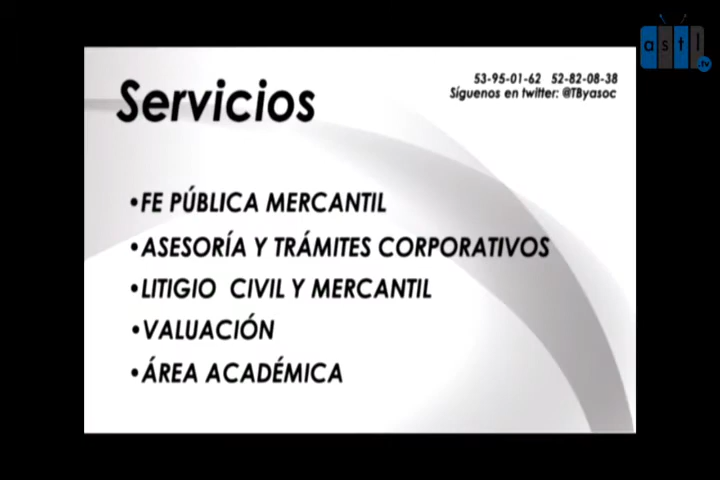 astl
.tv
53-95-01-62 52-82-08-38
Síguenos en twitter: @TByasoc
Servicios
•FE PÚBLICA MERCANTIL
•ASESORÍA Y TRÁMITES CORPORATIVOS
•LITIGIO CIVIL Y MERCANTIL
•VALUACIÓN
•ÁREA ACADÉMICA